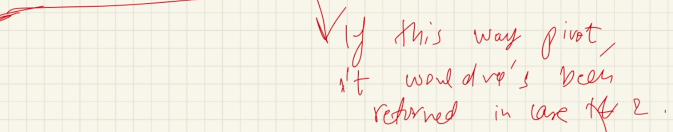 If this way pivot,
it would've's been
returned in case # 2.